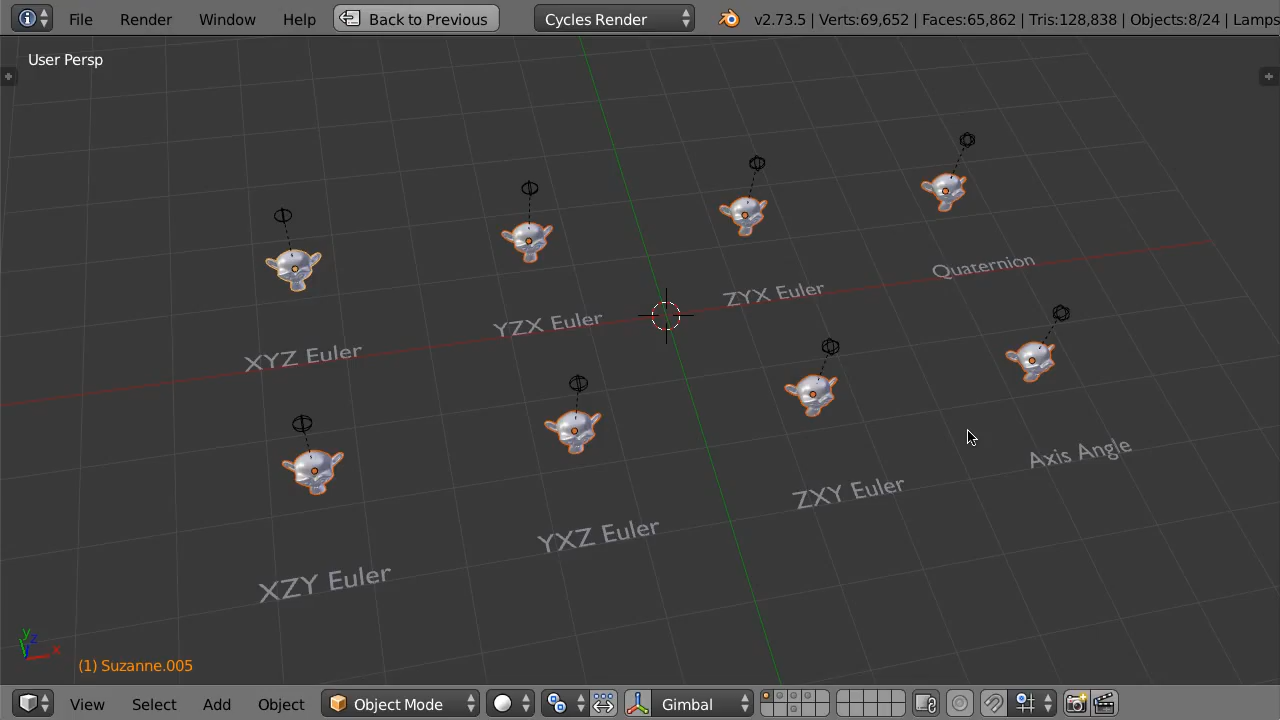 File Render Window Help Back to Previous Cycles Render v2.73.5 | Verts:69,652 | Faces:65,862 | Tris:128,838 | Objects:8/24 | Lamps
User Persp
Quaternion
ZYX Euler
YZX Euler
XYZ Euler
Axis Angle
ZXY Euler
YXZ Euler
XZY Euler
y z x
(1) Suzanne.005
View Select Add Object Object Mode Gimbal